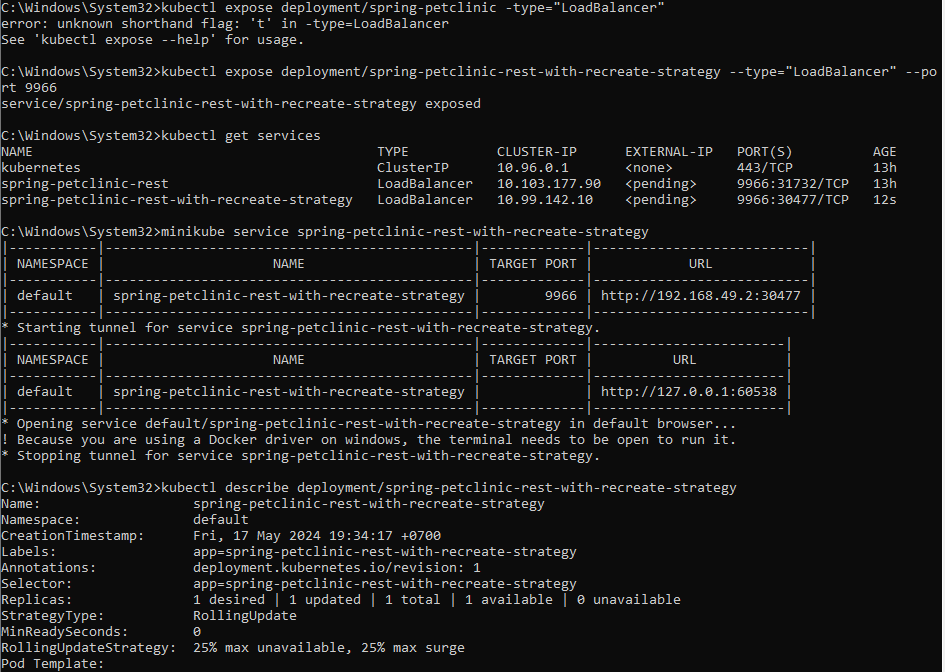 C:\Windows\System32>kubectl expose deployment/spring-petclinic -type="LoadBalancer"
error: unknown shorthand flag: 't' in -type=LoadBalancer
See 'kubectl expose --help' for usage.
C:\Windows\System32>kubectl expose deployment/spring-petclinic-rest-with-recreate-strategy --type="LoadBalancer" --po
rt 9966
service/spring-petclinic-rest-with-recreate-strategy exposed
C:\Windows\System32>kubectl get services
NAME                                           TYPE           CLUSTER-IP      EXTERNAL-IP   PORT(S)          AGE
kubernetes                                     ClusterIP      10.96.0.1       <none>        443/TCP          13h
spring-petclinic-rest                          LoadBalancer   10.103.177.90   <pending>     9966:31732/TCP   13h
spring-petclinic-rest-with-recreate-strategy   LoadBalancer   10.99.142.10    <pending>     9966:30477/TCP   12s
C:\Windows\System32>minikube service spring-petclinic-rest-with-recreate-strategy
|-----------|----------------------------------------------|-------------|---------------------------|
| NAMESPACE |                     NAME                     | TARGET PORT |            URL            |
|-----------|----------------------------------------------|-------------|---------------------------|
| default   | spring-petclinic-rest-with-recreate-strategy |        9966 | http://192.168.49.2:30477 |
|-----------|----------------------------------------------|-------------|---------------------------|
* Starting tunnel for service spring-petclinic-rest-with-recreate-strategy.
|-----------|----------------------------------------------|-------------|------------------------|
| NAMESPACE |                     NAME                     | TARGET PORT |          URL           |
|-----------|----------------------------------------------|-------------|------------------------|
| default   | spring-petclinic-rest-with-recreate-strategy |             | http://127.0.0.1:60538 |
|-----------|----------------------------------------------|-------------|------------------------|
* Opening service default/spring-petclinic-rest-with-recreate-strategy in default browser...
! Because you are using a Docker driver on windows, the terminal needs to be open to run it.
* Stopping tunnel for service spring-petclinic-rest-with-recreate-strategy.
C:\Windows\System32>kubectl describe deployment/spring-petclinic-rest-with-recreate-strategy
Name:                   spring-petclinic-rest-with-recreate-strategy
Namespace:              default
CreationTimestamp:      Fri, 17 May 2024 19:34:17 +0700
Labels:                 app=spring-petclinic-rest-with-recreate-strategy
Annotations:            deployment.kubernetes.io/revision: 1
Selector:               app=spring-petclinic-rest-with-recreate-strategy
Replicas:               1 desired | 1 updated | 1 total | 1 available | 0 unavailable
StrategyType:           RollingUpdate
MinReadySeconds:        0
RollingUpdateStrategy:  25% max unavailable, 25% max surge
Pod Template: